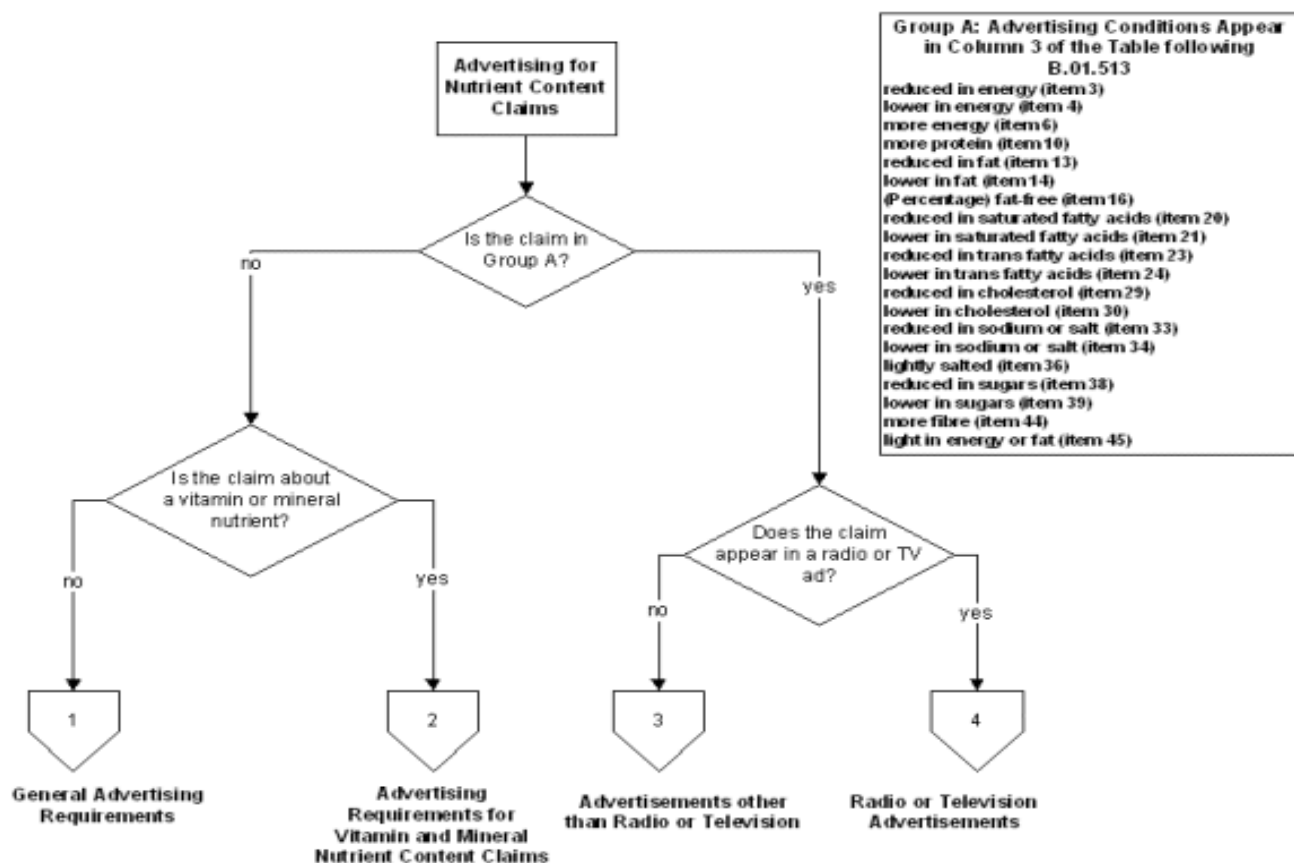 Advertising for
Nutrient Content
Claims
Group A: Advertising Conditions Appear
in Column 3 of the Table following
B.01.513
reduced in energy (item 3)
lower in energy (item 4)
more energy (item 6)
more protein (item 10)
reduced in fat (item 13)
lower in fat (item 14)
(Percentage) fat-free (item 16)
reduced in saturated fatty acids (item 20)
lower in saturated fatty acids (item 21)
reduced in trans fatty acids (item 23)
lower in trans fatty acids (item 24)
reduced in cholesterol (item 29)
lower in cholesterol (item 30)
reduced in sodium or salt (item 33)
lower in sodium or salt (item 34)
lightly salted (item 36)
reduced in sugars (item 38)
lower in sugars (item 39)
more fibre (item 44)
light in energy or fat (item 45)
Is the claim in
Group A?
no
yes
Is the claim about
a vitamin or mineral
nutrient?
no
yes
Does the claim
appear in a radio or TV
ad?
no
yes
1
2
3
4
General Advertising
Requirements
Advertising
Requirements for
Vitamin and Mineral
Nutrient Content Claims
Advertisements other
than Radio or Television
Radio or Television
Advertisements